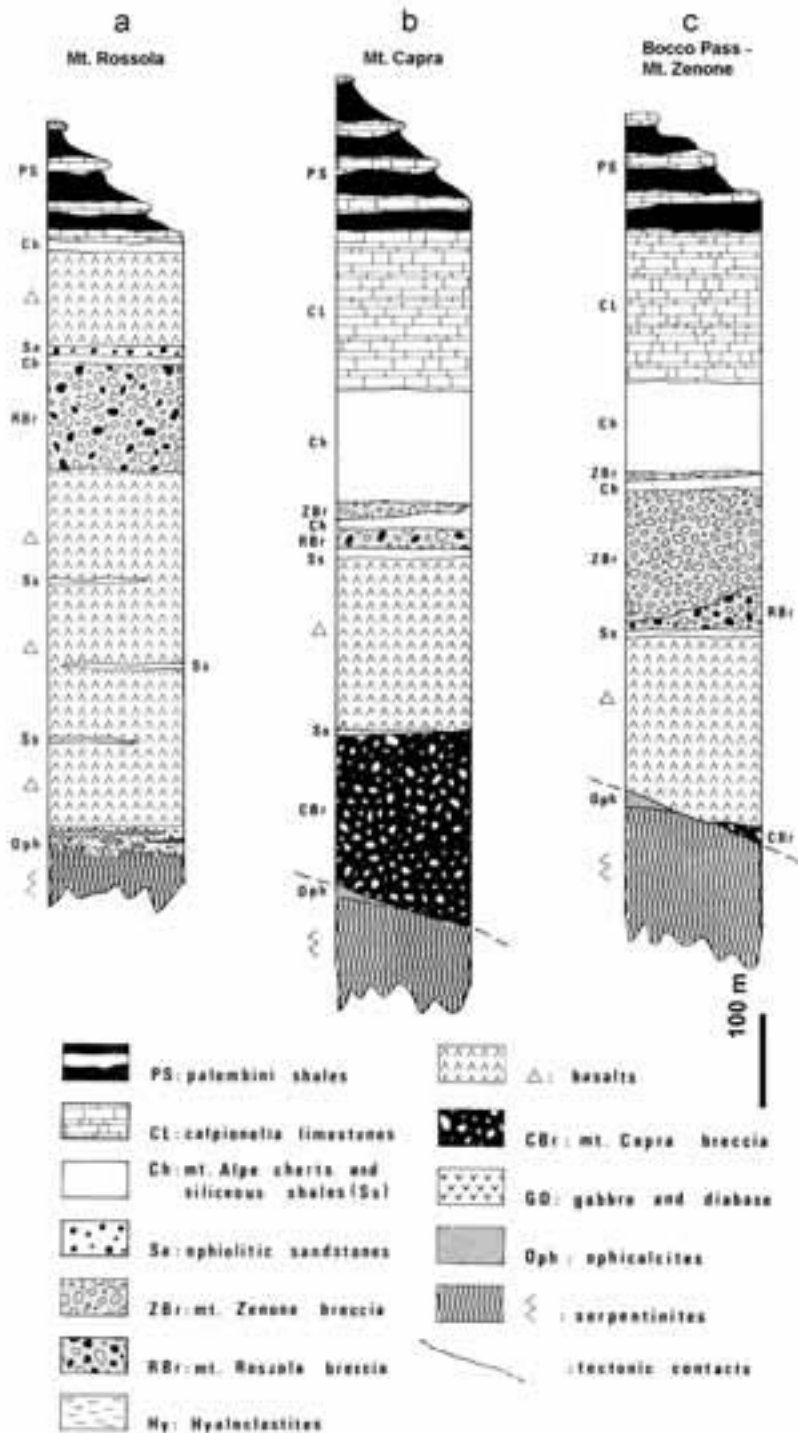 a
Mt. Rossola
PS
Ch
△
Sa
Ch
RBr
△
Ss
△
Ss
Ss
△
Oph
b
Mt. Capra
PS
CL
Ch
ZBr
Ch
RBr
Ss
△
Ss
CBr
Oph
c
Bocco Pass -
Mt. Zenone
PS
CL
Ch
ZBr
Ch
ZBr
RBr
Ss
△
Oph
CBr
100 m
PS: palombini shales
CL: calpionella limestones
Ch: mt. Alpe cherts and
siliceous shales (Ss)
Sa: ophiolitic sandstones
ZBr: mt. Zenone breccia
RBr: mt. Rossola breccia
Hy: Hyaloclastites
△: basalts
CBr: mt. Capra breccia
GD: gabbro and diabase
Oph: ophicalcites
: serpentinites
: tectonic contacts